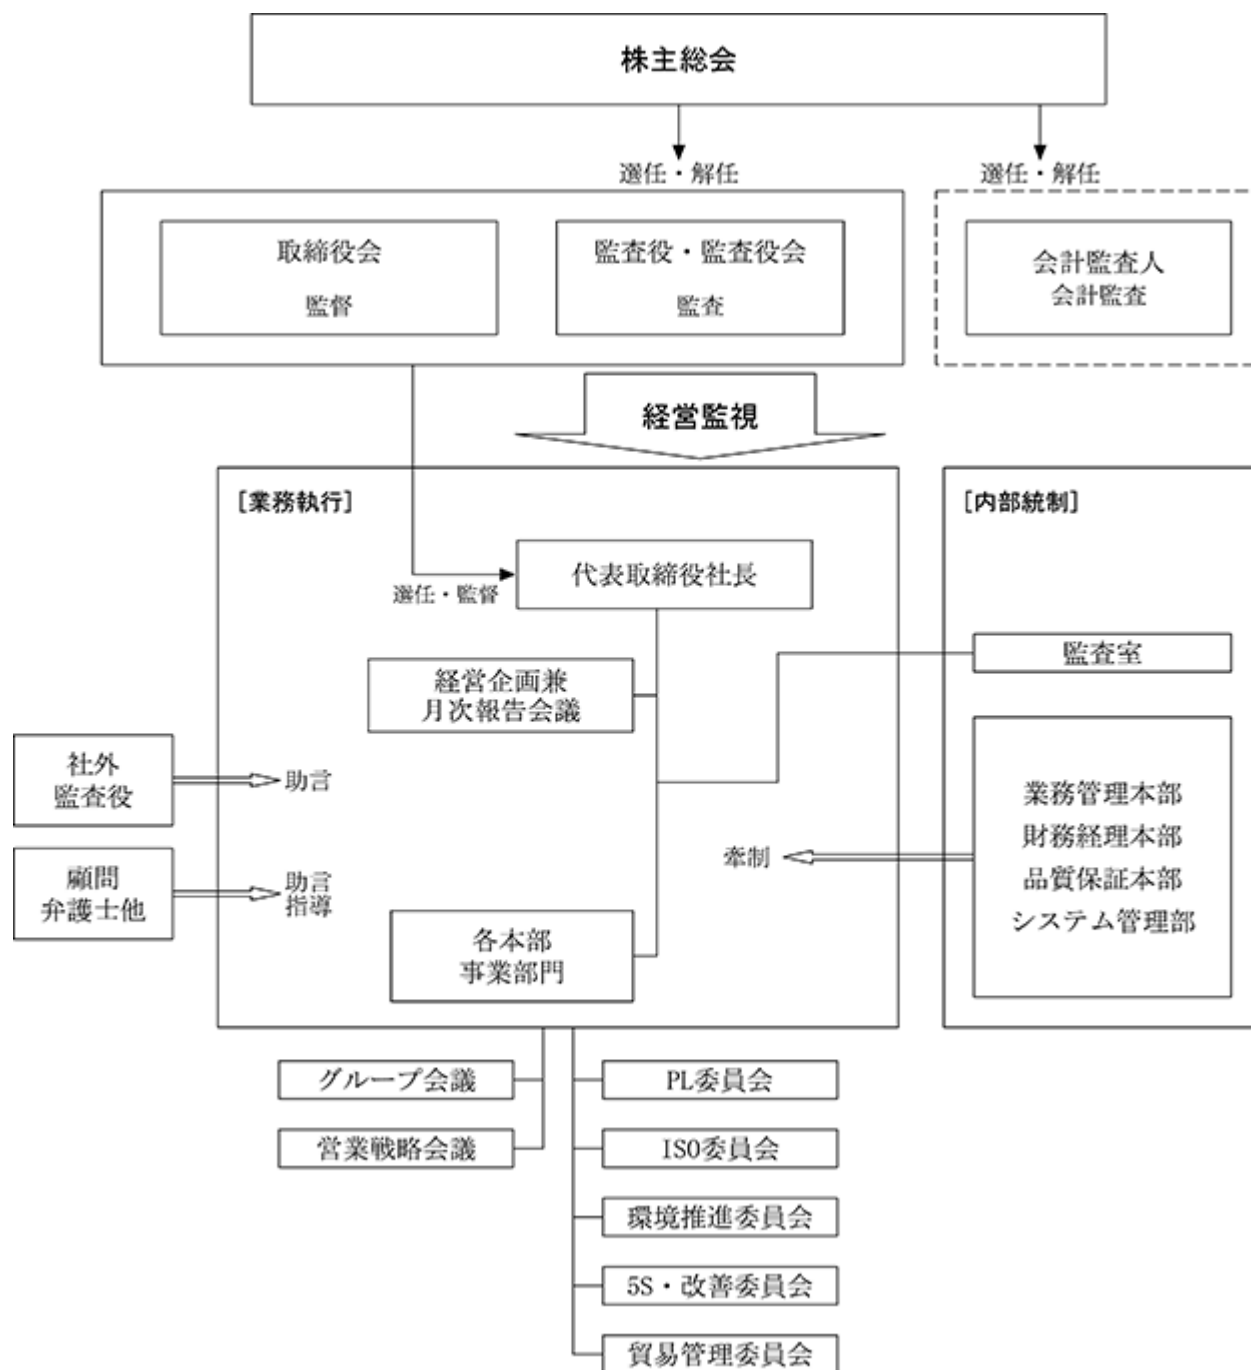 株主総会
選任・解任
選任・解任
取締役会
監督
監査役・監査役会
監査
会計監査人
会計監査
経営監視
[業務執行]
[内部統制]
代表取締役社長
選任・監督
監査室
経営企画兼
月次報告会議
社外
監査役
助言
業務管理本部
財務経理本部
品質保証本部
システム管理部
牽制
顧問
弁護士他
助言
指導
各本部
事業部門
グループ会議
PL委員会
営業戦略会議
ISO委員会
環境推進委員会
5S・改善委員会
貿易管理委員会